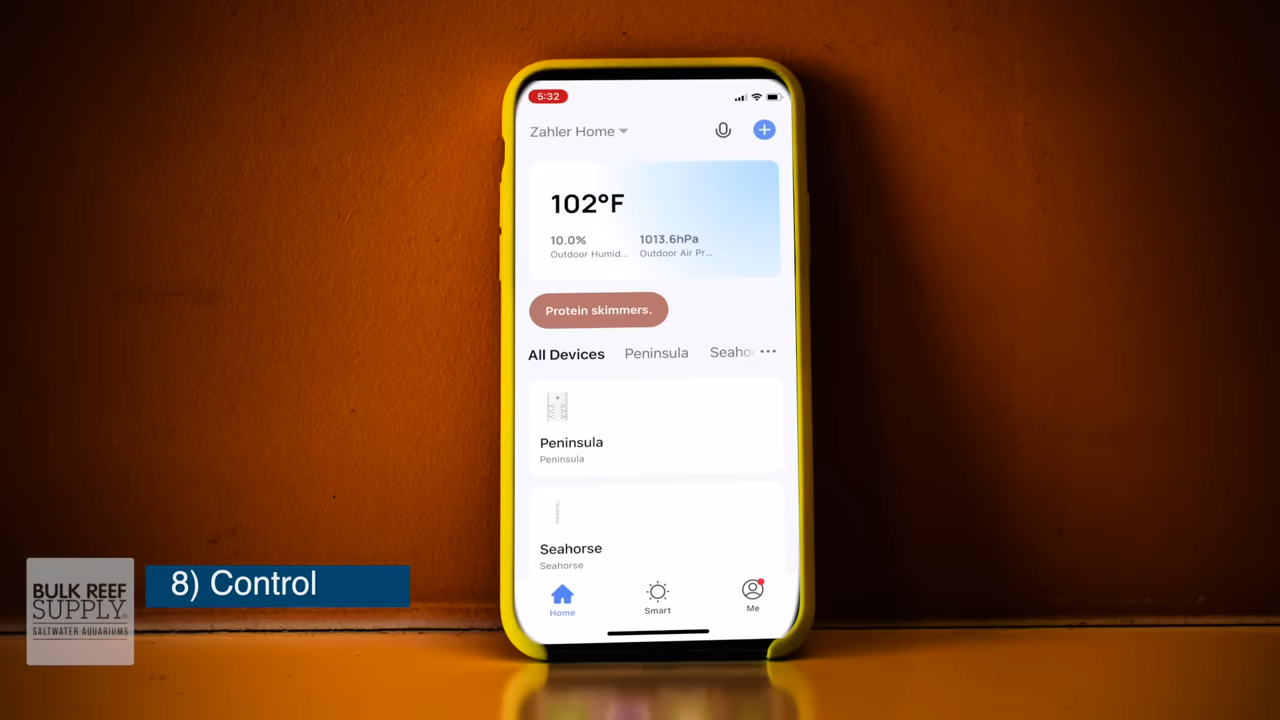 5:32
Zahler Home
102°F
10.0%
1013.6hPa
Outdoor Humid...
Outdoor Air Pr...
Protein skimmers.
All Devices
Peninsula
Seaho
Peninsula
Peninsula
Seahorse
Seahorse
Home
Smart
Me
8) Control
BULK REEF
SUPPLY®
SALTWATER AQUARIUMS